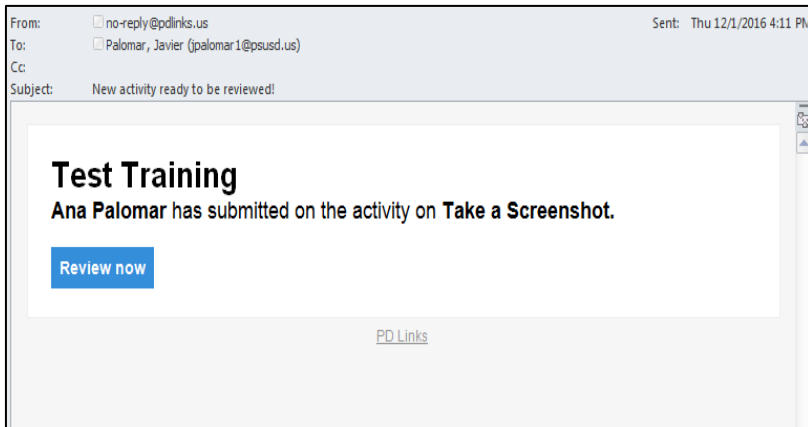 From: no-reply@pdlinks.us Sent: Thu 12/1/2016 4:11 PM
To: Palomar, Javier (jpalomar1@psusd.us)
Cc:
Subject: New activity ready to be reviewed!
Test Training
Ana Palomar has submitted on the activity on Take a Screenshot.
Review now
PD Links